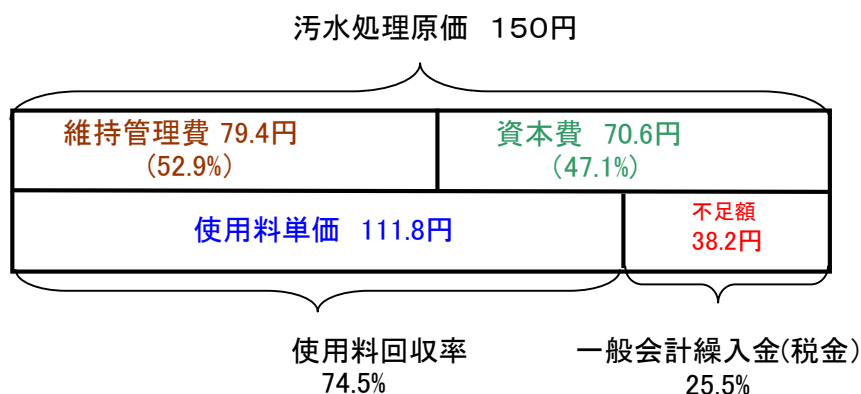 汚水処理原価 150円
維持管理費 79.4円
(52.9%)
資本費 70.6円
(47.1%)
使用料単価 111.8円
不足額
38.2円
使用料回収率
74.5%
一般会計繰入金(税金)
25.5%